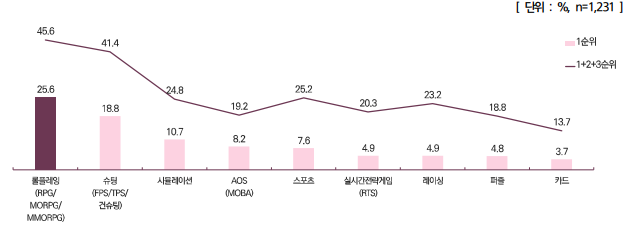 [ 단위 : %, n=1,231 ]
1순위
1+2+3순위
45.6 41.4 24.8 19.2 25.2 20.3 23.2 18.8 13.7
25.6 18.8 10.7 8.2 7.6 4.9 4.9 4.8 3.7
롤플레잉 슈팅 시뮬레이션 AOS 스포츠 실시간전략게임 레이싱 퍼즐 카드
(RPG/ (FPS/TPS/ (MOBA) (RTS)
MORPG/ 건슈팅)
MMORPG)